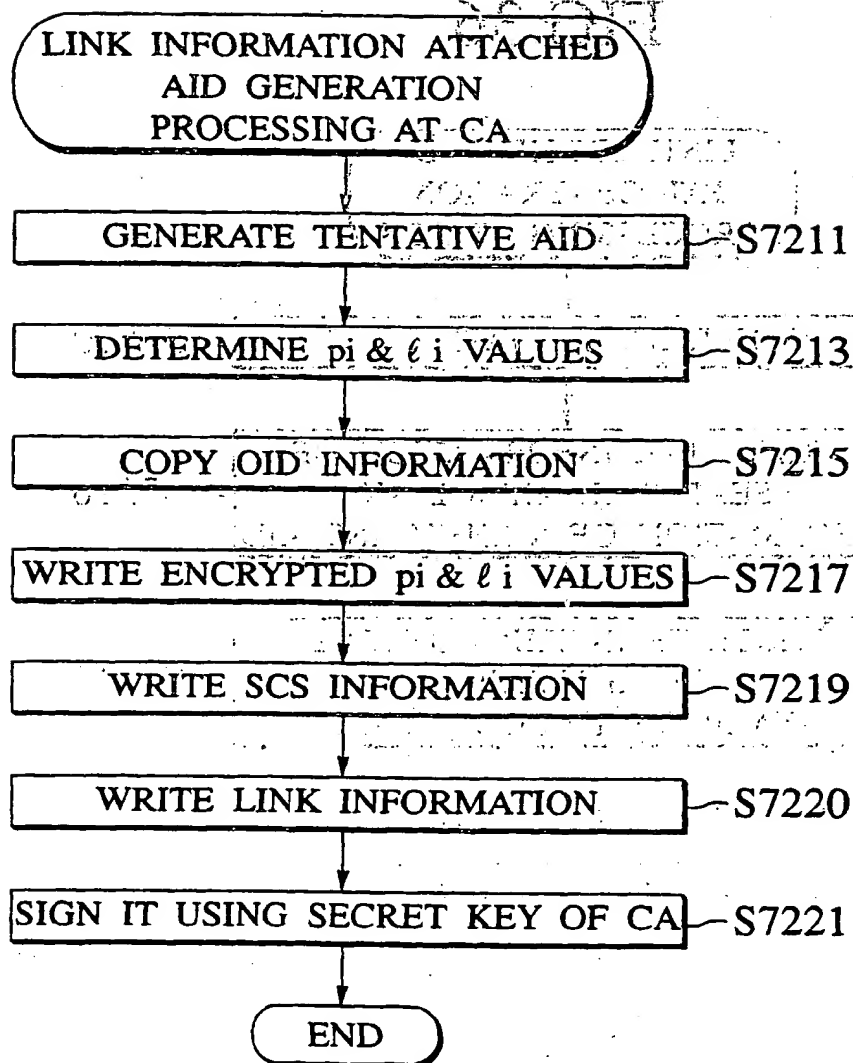 LINK INFORMATION ATTACHED
AID GENERATION
PROCESSING AT CA
GENERATE TENTATIVE AID
S7211
DETERMINE pi & ℓ i VALUES
S7213
COPY OID INFORMATION
S7215
WRITE ENCRYPTED pi & ℓ i VALUES
S7217
WRITE SCS INFORMATION
S7219
WRITE LINK INFORMATION
S7220
SIGN IT USING SECRET KEY OF CA
S7221
END